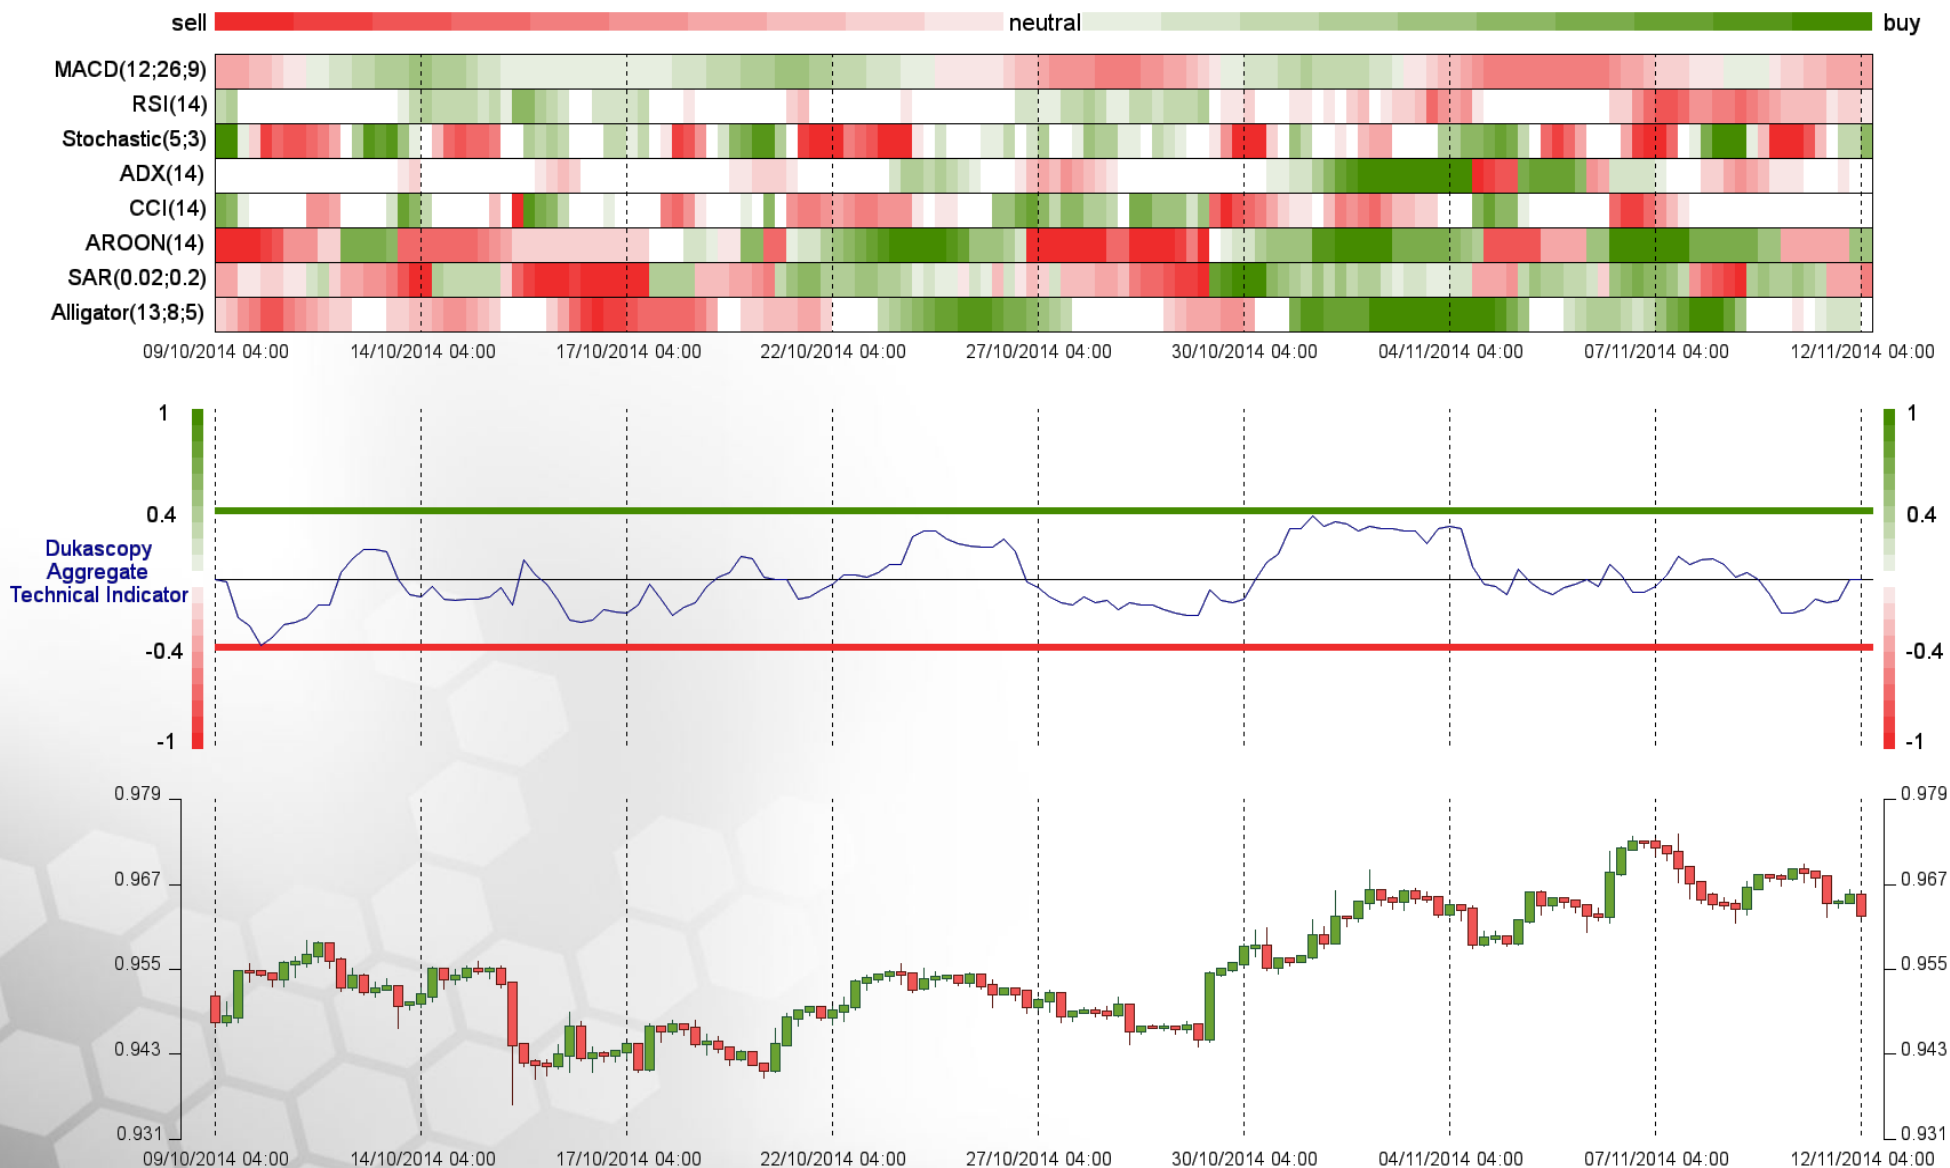 sell neutral buy
MACD(12;26;9)
RSI(14)
Stochastic(5;3)
ADX(14)
CCI(14)
AROON(14)
SAR(0.02;0.2)
Alligator(13;8;5)
09/10/2014 04:00 14/10/2014 04:00 17/10/2014 04:00 22/10/2014 04:00 27/10/2014 04:00 30/10/2014 04:00 04/11/2014 04:00 07/11/2014 04:00 12/11/2014 04:00
1 1
0.4 0.4
Dukascopy
Aggregate
Technical Indicator
-0.4 -0.4
-1 -1
0.979 0.979
0.967 0.967
0.955 0.955
0.943 0.943
0.931 0.931
09/10/2014 04:00 14/10/2014 04:00 17/10/2014 04:00 22/10/2014 04:00 27/10/2014 04:00 30/10/2014 04:00 04/11/2014 04:00 07/11/2014 04:00 12/11/2014 04:00